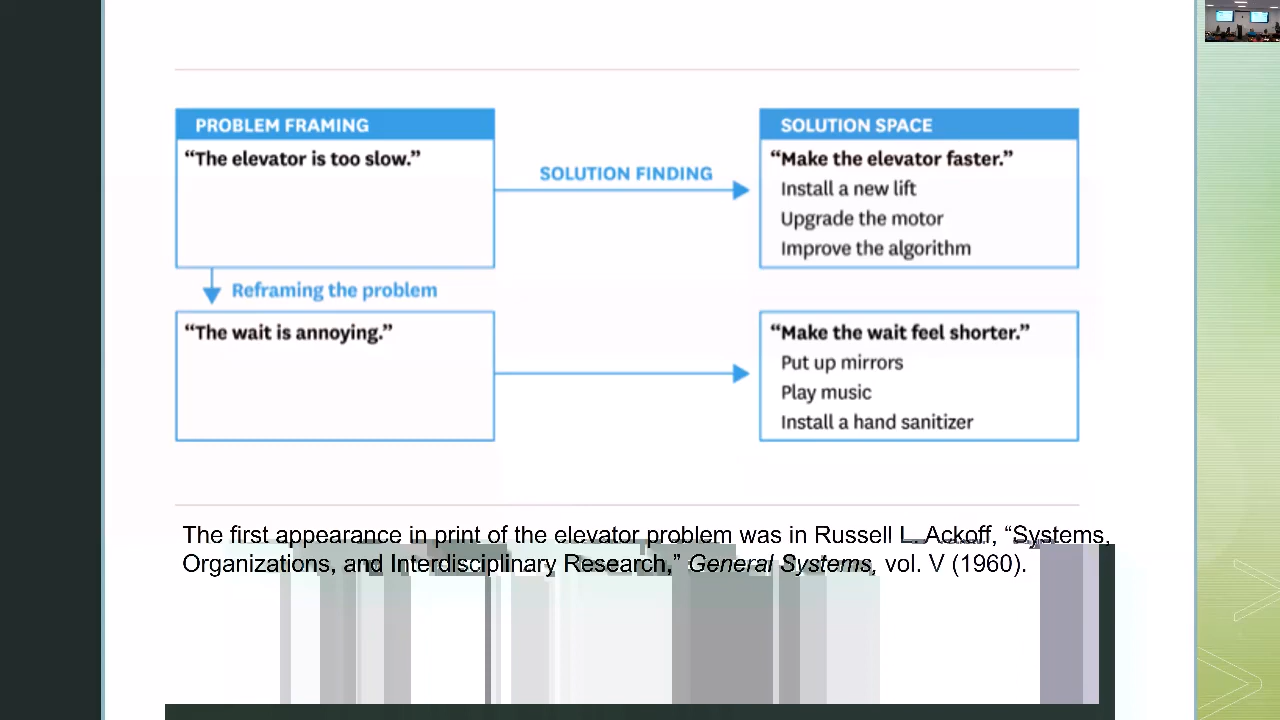 PROBLEM FRAMING
“The elevator is too slow.”
SOLUTION FINDING
SOLUTION SPACE
“Make the elevator faster.”
Install a new lift
Upgrade the motor
Improve the algorithm
Reframing the problem
“The wait is annoying.”
“Make the wait feel shorter.”
Put up mirrors
Play music
Install a hand sanitizer
The first appearance in print of the elevator problem was in Russell L. Ackoff, “Systems,
Organizations, and Interdisciplinary Research,” General Systems, vol. V (1960).